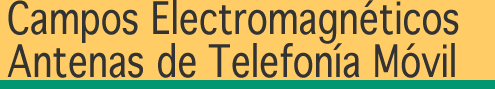 Campos Electromagnéticos
Antenas de Telefonía Móvil